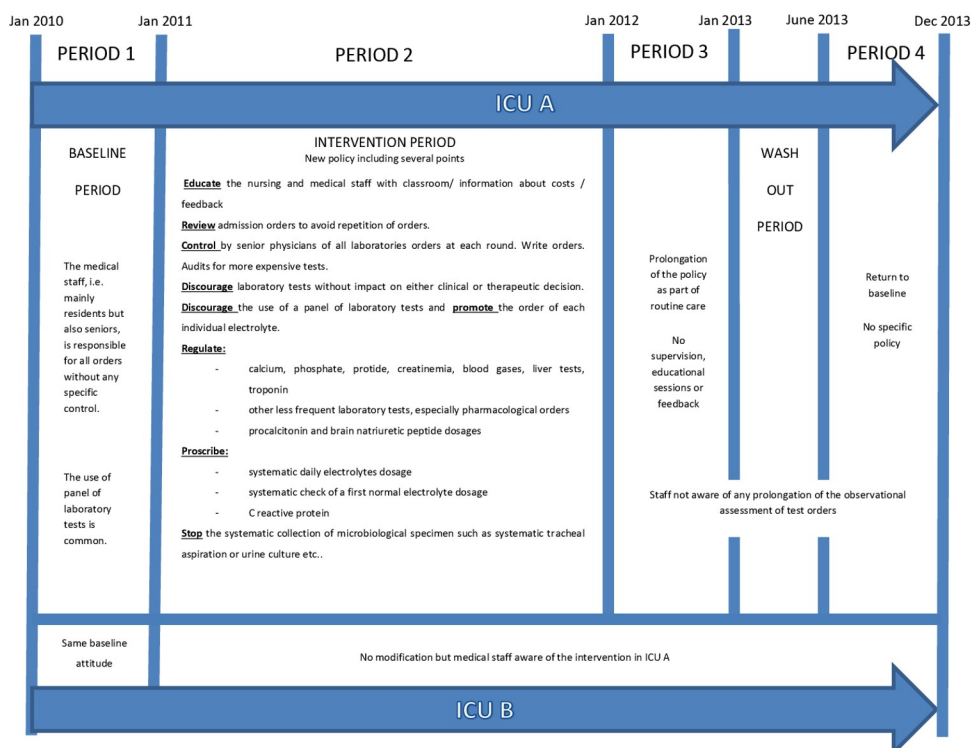 Jan 2010
Jan 2011
Jan 2012
Jan 2013
June 2013
Dec 2013
PERIOD 1
PERIOD 2
PERIOD 3
PERIOD 4
ICU A
BASELINE
PERIOD
The medical
staff, i.e.
mainly
residents but
also seniors,
is responsible
for all orders
without any
specific
control.
The use of
panel of
laboratory
tests is
common.
INTERVENTION PERIOD
New policy including several points
Educate the nursing and medical staff with classroom/ information about costs /
feedback
Review admission orders to avoid repetition of orders.
Control by senior physicians of all laboratories orders at each round. Write orders.
Audits for more expensive tests.
Discourage laboratory tests without impact on either clinical or therapeutic decision.
Discourage the use of a panel of laboratory tests and promote the order of each
individual electrolyte.
Regulate:
- calcium, phosphate, protide, creatinemia, blood gases, liver tests,
troponin
- other less frequent laboratory tests, especially pharmacological orders
- procalcitonin and brain natriuretic peptide dosages
Proscribe:
- systematic daily electrolytes dosage
- systematic check of a first normal electrolyte dosage
- C reactive protein
Stop the systematic collection of microbiological specimen such as systematic tracheal
aspiration or urine culture etc..
Prolongation
of the policy
as part of
routine care
No
supervision,
educational
sessions or
feedback
WASH
OUT
PERIOD
Return to
baseline
No specific
policy
Staff not aware of any prolongation of the observational
assessment of test orders
Same baseline
attitude
No modification but medical staff aware of the intervention in ICU A
ICU B